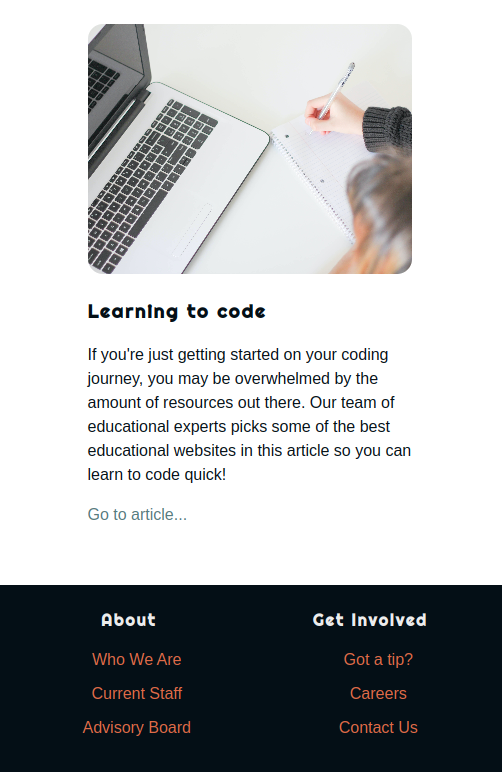 Learning to code
If you're just getting started on your coding
journey, you may be overwhelmed by the
amount of resources out there. Our team of
educational experts picks some of the best
educational websites in this article so you can
learn to code quick!
Go to article...
About
Who We Are
Current Staff
Advisory Board
Get Involved
Got a tip?
Careers
Contact Us